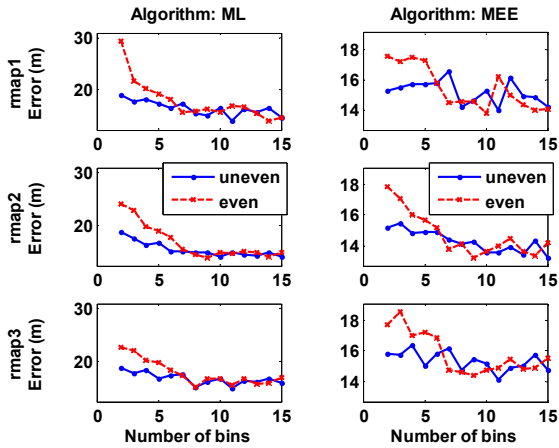 Algorithm: ML
Algorithm: MEE
rmap1
Error (m)
30
20
0 5 10 15
18
16
14
0 5 10 15
rmap2
Error (m)
30
20
0 5 10 15
uneven
even
18
16
14
0 5 10 15
uneven
even
rmap3
Error (m)
30
20
0 5 10 15
Number of bins
18
16
14
0 5 10 15
Number of bins